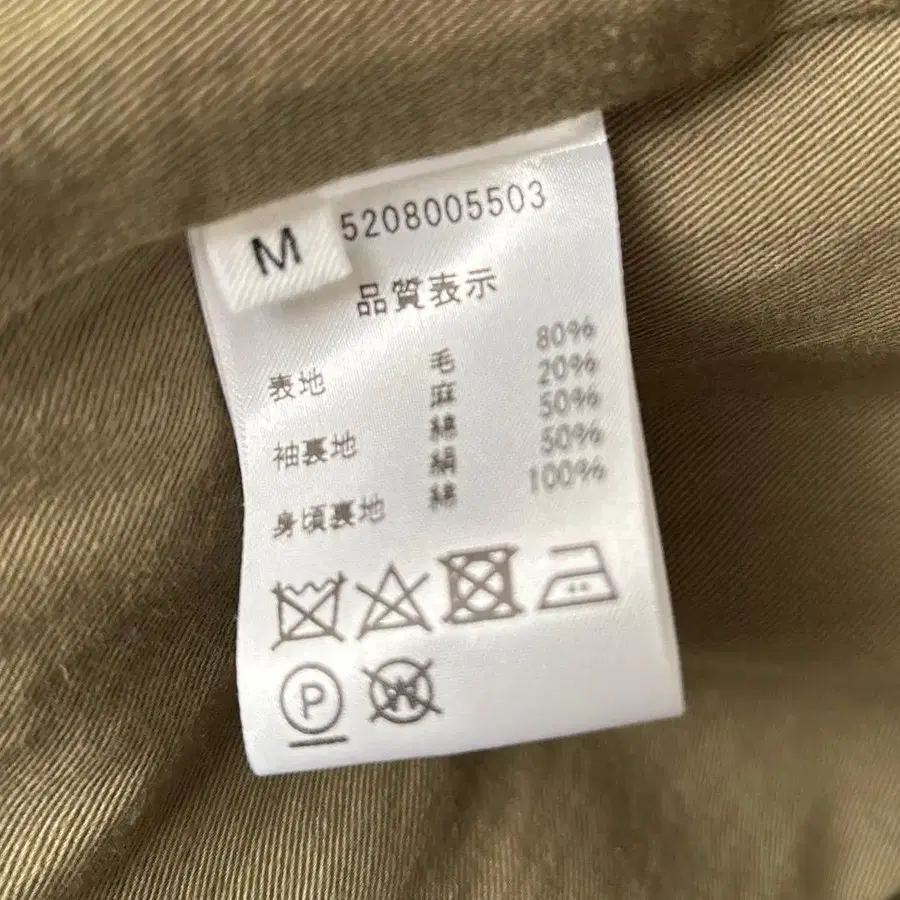 M
5208005503
品質表示
表地 毛 80%
麻 20%
袖裏地 綿 50%
絹 50%
身頃裏地 綿 100%
P
W